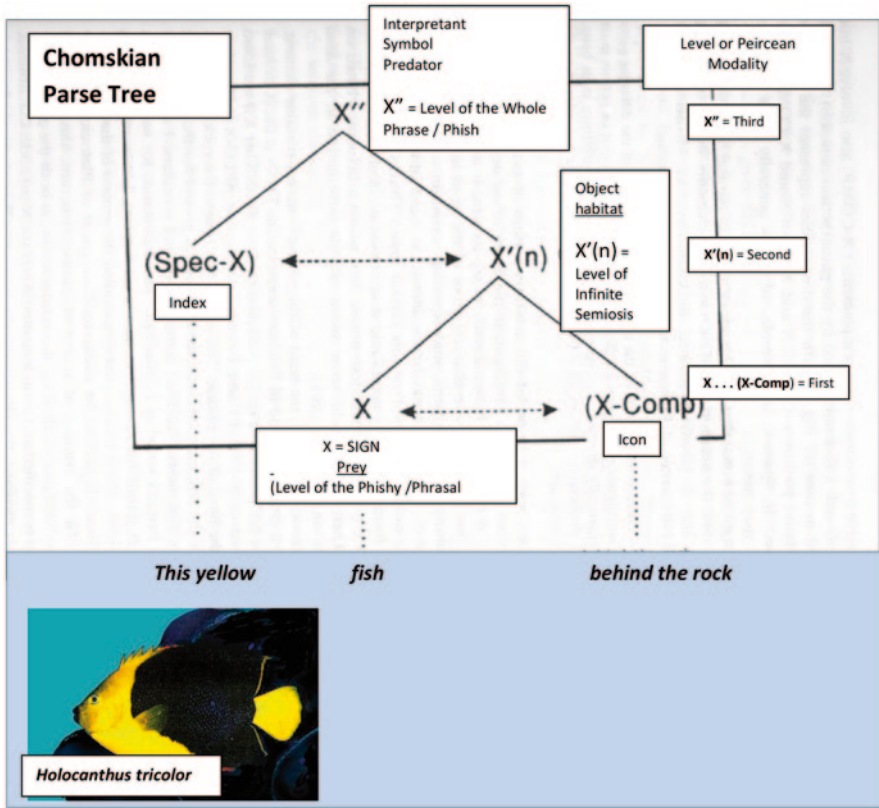 Chomskian
Parse Tree
Interpretant
Symbol
Predator
X" = Level of the Whole
Phrase / Phish
Level or Peircean
Modality
X"
X" = Third
Object
habitat
X'(n) =
Level of
Infinite
Semiosis
(Spec-X)
X'(n)
X'(n) = Second
Index
X . . . (X-Comp) = First
X
(X-Comp)
Icon
X = SIGN
Prey
(Level of the Phishy /Phrasal
This yellow
fish
behind the rock
Holocanthus tricolor